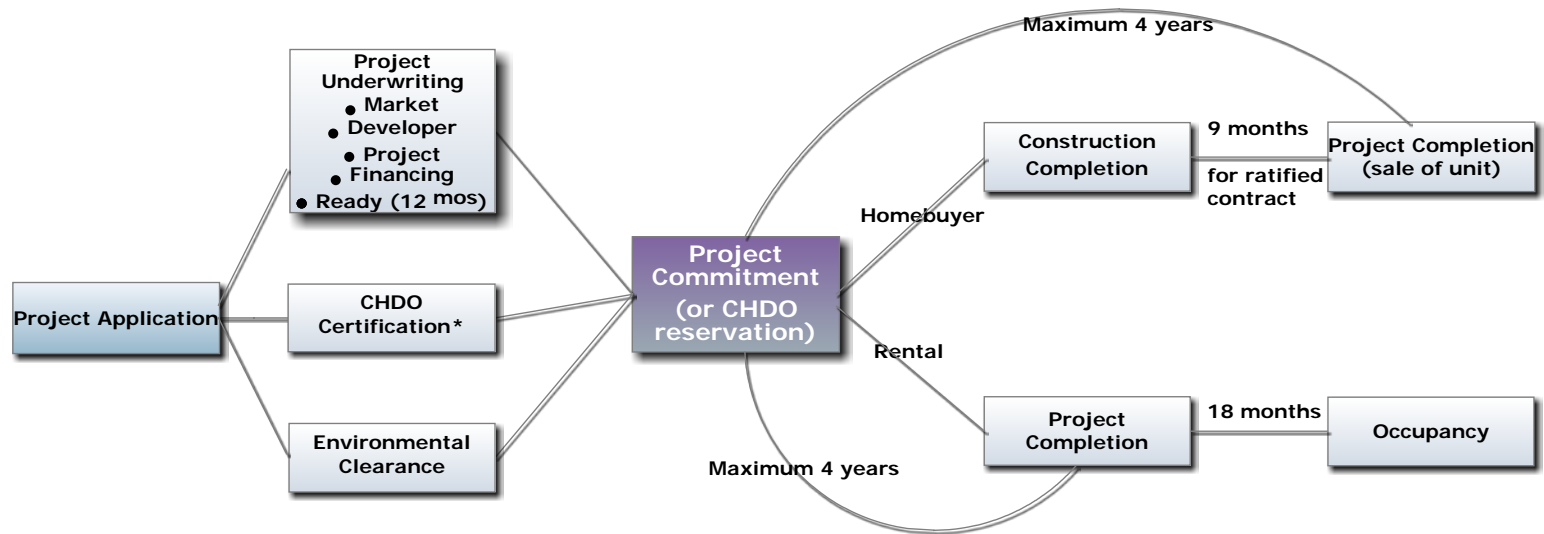 Maximum 4 years
Project
Underwriting
● Market
● Developer
● Project
● Financing
● Ready (12 mos)
Construction
Completion
9 months
for ratified
contract
Project Completion
(sale of unit)
Homebuyer
Project
Commitment
(or CHDO
reservation)
Project Application
CHDO
Certification*
Rental
Environmental
Clearance
Maximum 4 years
Project
Completion
18 months
Occupancy